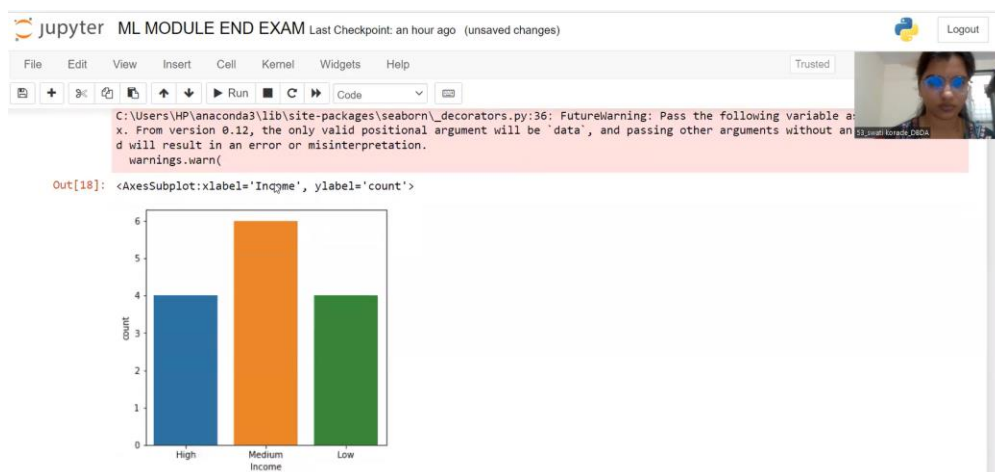 jupyter ML MODULE END EXAM Last Checkpoint: an hour ago (unsaved changes)
Logout
File Edit View Insert Cell Kernel Widgets Help
Trusted
Run Code
C:\Users\HP\anaconda3\lib\site-packages\seaborn\_decorators.py:36: FutureWarning: Pass the following variable a
x. From version 0.12, the only valid positional argument will be `data`, and passing other arguments without an
d will result in an error or misinterpretation.
warnings.warn(
53_swati korade_DBDA
Out[18]: <AxesSubplot:xlabel='Income', ylabel='count'>
6
5
4
3
2
1
0
count
High Medium Low
Income